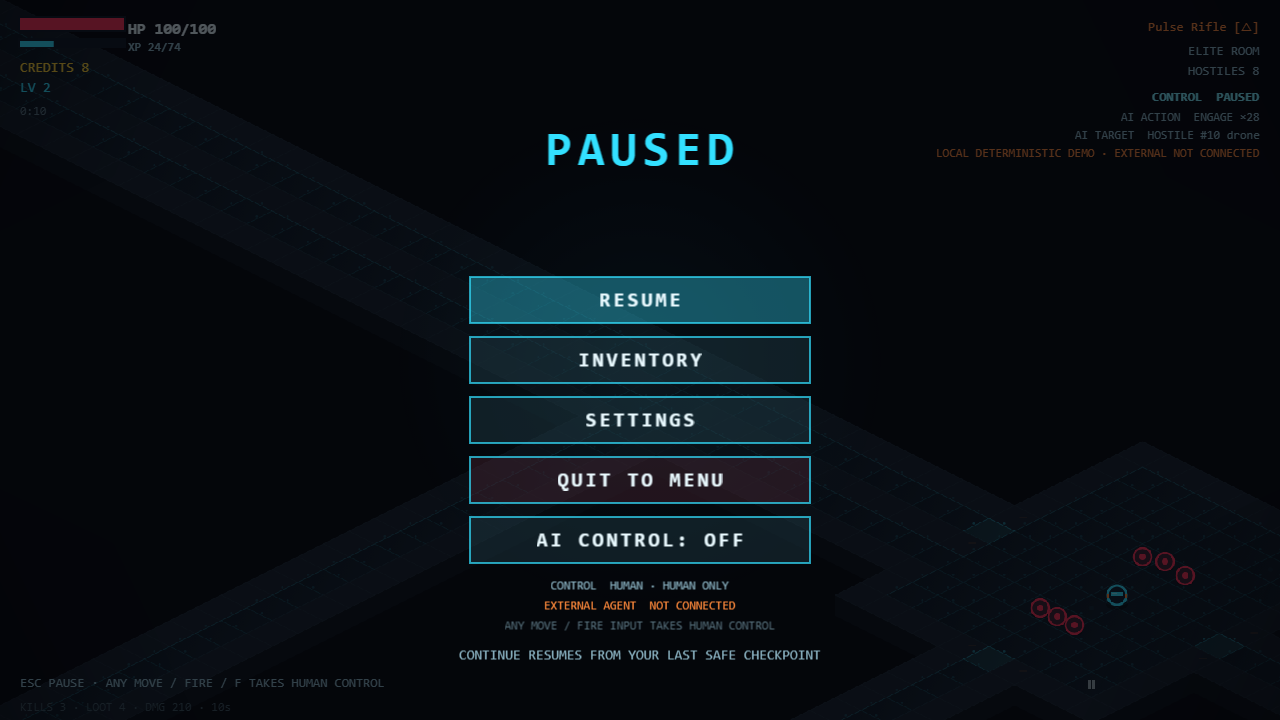 HP 100/100
XP 24/74
CREDITS 8
LV 2
0:10
Pulse Rifle [△]
ELITE ROOM
HOSTILES 8
CONTROL PAUSED
AI ACTION ENGAGE ×28
AI TARGET HOSTILE #10 drone
LOCAL DETERMINISTIC DEMO · EXTERNAL NOT CONNECTED
PAUSED
RESUME
INVENTORY
SETTINGS
QUIT TO MENU
AI CONTROL: OFF
CONTROL HUMAN · HUMAN ONLY
EXTERNAL AGENT NOT CONNECTED
ANY MOVE / FIRE INPUT TAKES HUMAN CONTROL
CONTINUE RESUMES FROM YOUR LAST SAFE CHECKPOINT
ESC PAUSE · ANY MOVE / FIRE / F TAKES HUMAN CONTROL
KILLS 3 · LOOT 4 · DMG 210 · 10s